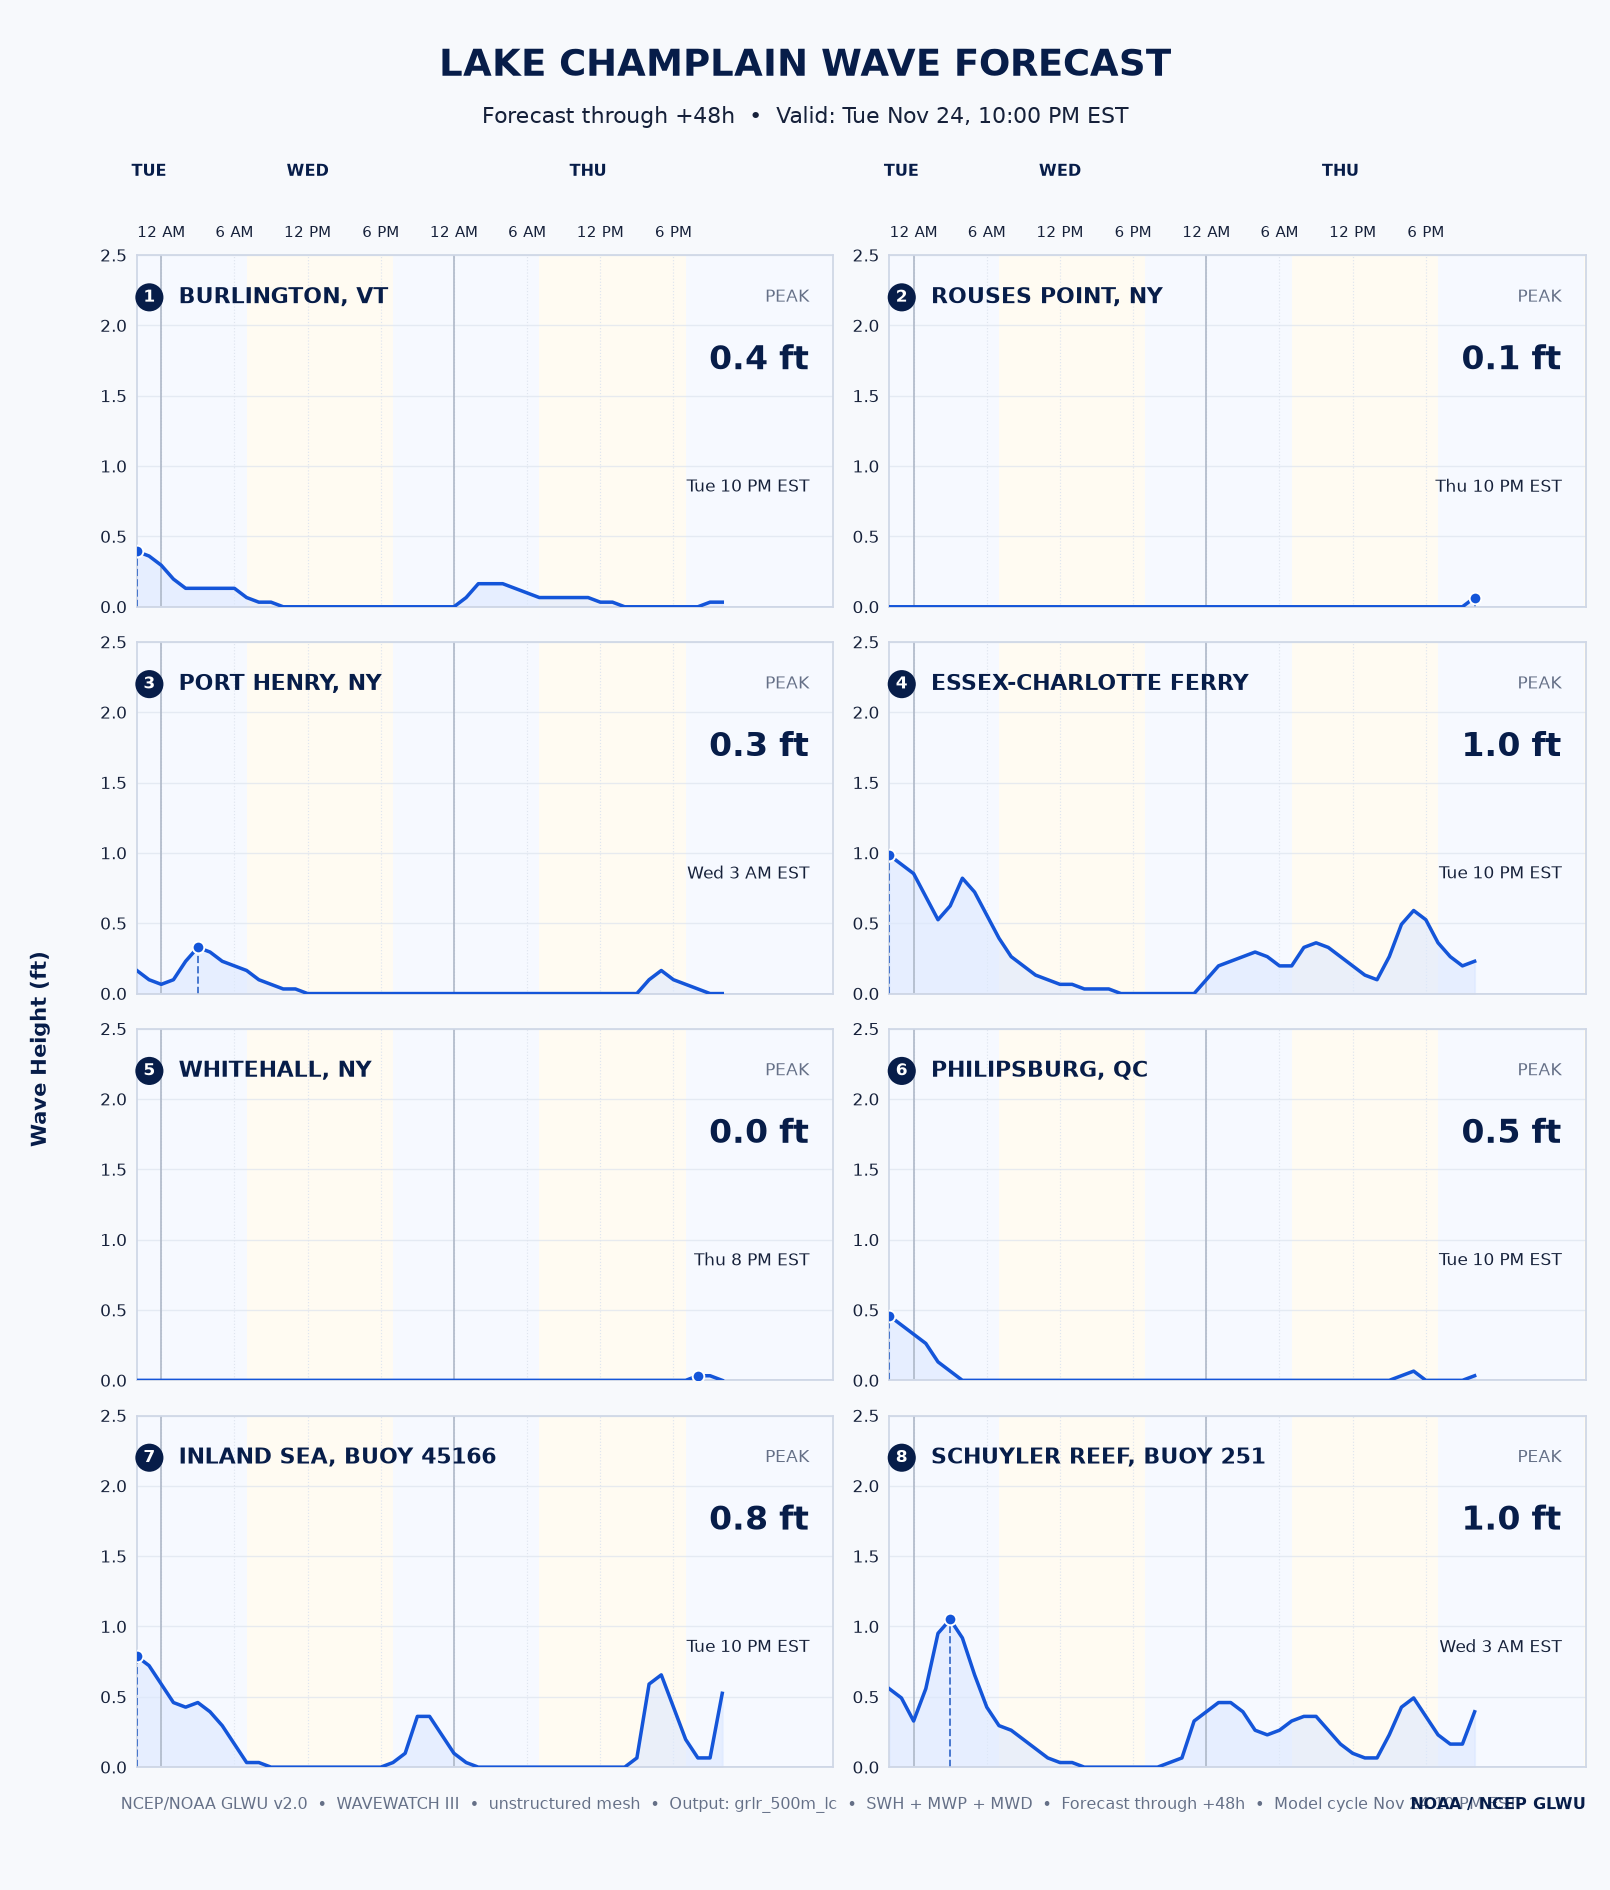 LAKE CHAMPLAIN WAVE FORECAST
Forecast through +48h • Valid: Tue Nov 24, 10:00 PM EST
TUE WED THU TUE WED THU
12 AM 6 AM 12 PM 6 PM 12 AM 6 AM 12 PM 6 PM 12 AM 6 AM 12 PM 6 PM 12 AM 6 AM 12 PM 6 PM
Wave Height (ft)
1 BURLINGTON, VT
PEAK
0.4 ft
Tue 10 PM EST
2.5
2.0
1.5
1.0
0.5
0.0
2 ROUSES POINT, NY
PEAK
0.1 ft
Thu 10 PM EST
2.5
2.0
1.5
1.0
0.5
0.0
3 PORT HENRY, NY
PEAK
0.3 ft
Wed 3 AM EST
2.5
2.0
1.5
1.0
0.5
0.0
4 ESSEX-CHARLOTTE FERRY
PEAK
1.0 ft
Tue 10 PM EST
2.5
2.0
1.5
1.0
0.5
0.0
5 WHITEHALL, NY
PEAK
0.0 ft
Thu 8 PM EST
2.5
2.0
1.5
1.0
0.5
0.0
6 PHILIPSBURG, QC
PEAK
0.5 ft
Tue 10 PM EST
2.5
2.0
1.5
1.0
0.5
0.0
7 INLAND SEA, BUOY 45166
PEAK
0.8 ft
Tue 10 PM EST
2.5
2.0
1.5
1.0
0.5
0.0
8 SCHUYLER REEF, BUOY 251
PEAK
1.0 ft
Wed 3 AM EST
2.5
2.0
1.5
1.0
0.5
0.0
NCEP/NOAA GLWU v2.0 • WAVEWATCH III • unstructured mesh • Output: grlr_500m_lc • SWH + MWP + MWD • Forecast through +48h • Model cycle Nov
NOAA / NCEP GLWU